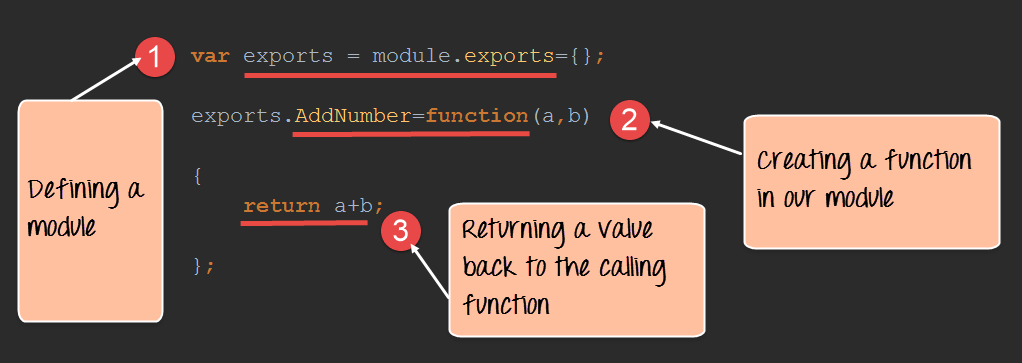 1
var exports = module.exports={};
exports.AddNumber=function(a,b)
2
{
return a+b;
3
};
Defining a
module
Creating a function
in our module
Returning a value
back to the calling
function